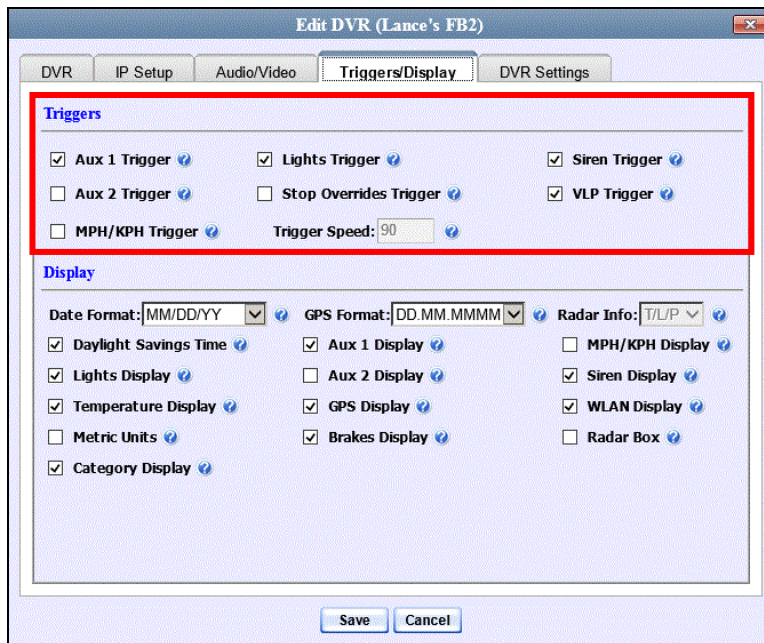 Edit DVR (Lance's FB2)
DVR IP Setup Audio/Video Triggers/Display DVR Settings
Triggers
Aux 1 Trigger Lights Trigger Siren Trigger
Aux 2 Trigger Stop Overrides Trigger VLP Trigger
MPH/KPH Trigger Trigger Speed: 90
Display
Date Format: MM/DD/YY GPS Format: DD.MM.MMMM Radar Info: T/L/P
Daylight Savings Time Aux 1 Display MPH/KPH Display
Lights Display Aux 2 Display Siren Display
Temperature Display GPS Display WLAN Display
Metric Units Brakes Display Radar Box
Category Display
Save Cancel